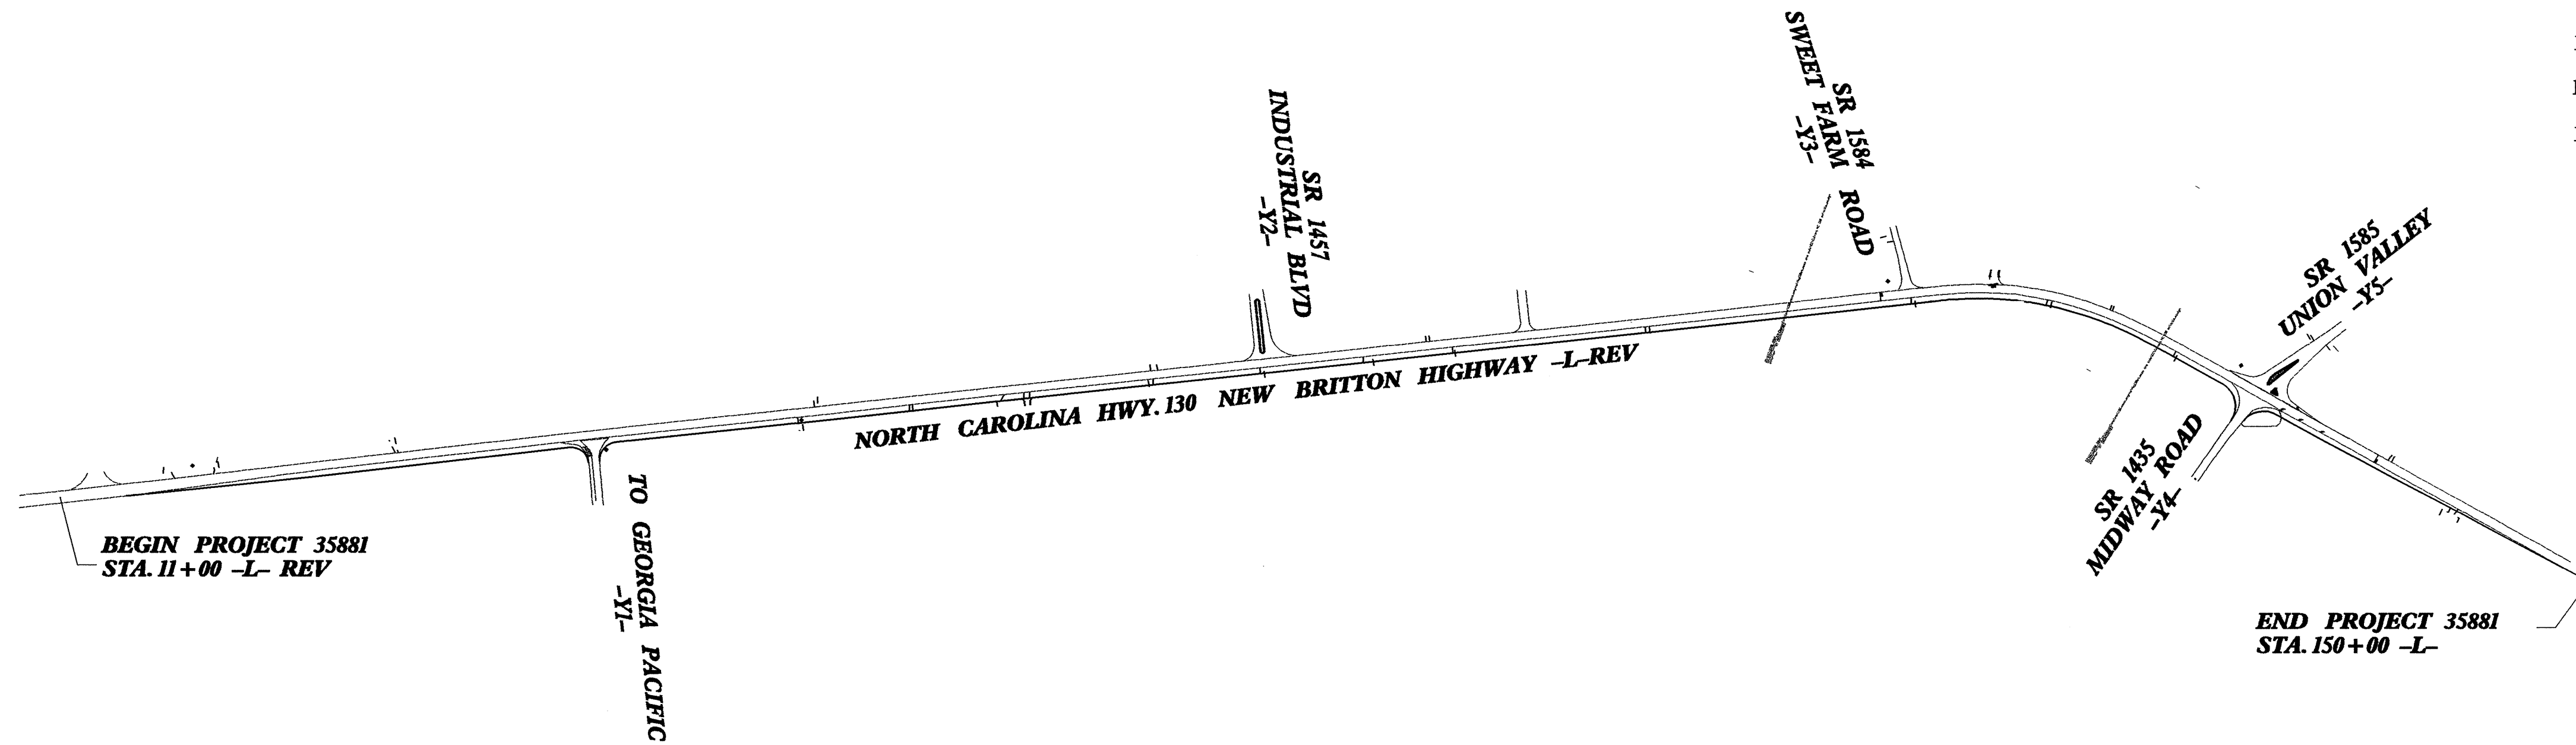 SWEET FARM ROAD
SR 1584
-Y3-
INDUSTRIAL BLVD
SR 1457
-Y2-
SR 1585
UNION VALLEY
-Y5-
NORTH CAROLINA HWY. 130 NEW BRITTON HIGHWAY -L-REV
SR 1435
MIDWAY ROAD
-Y4-
BEGIN PROJECT 35881
STA. 11+00 -L- REV
TO GEORGIA PACIFIC
-Y1-
END PROJECT 35881
STA. 150+00 -L-